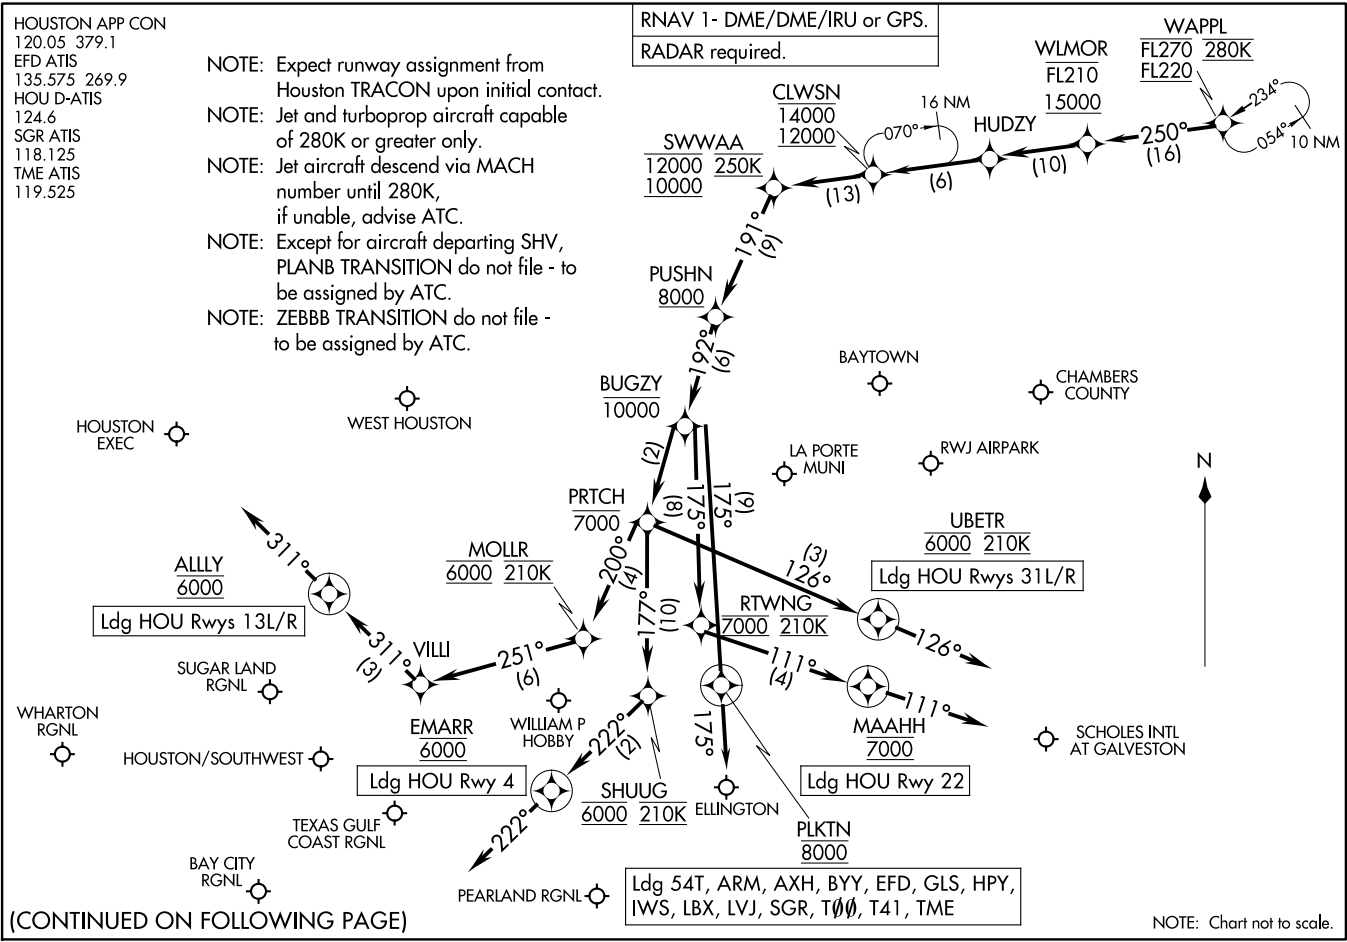 HOUSTON APP CON
120.05 379.1
EFD ATIS
135.575 269.9
HOU D-ATIS
124.6
SGR ATIS
118.125
TME ATIS
119.525
NOTE: Expect runway assignment from
Houston TRACON upon initial contact.
NOTE: Jet and turboprop aircraft capable
of 280K or greater only.
NOTE: Jet aircraft descend via MACH
number until 280K,
if unable, advise ATC.
NOTE: Except for aircraft departing SHV,
PLANB TRANSITION do not file - to
be assigned by ATC.
NOTE: ZEBBB TRANSITION do not file -
to be assigned by ATC.
RNAV 1- DME/DME/IRU or GPS.
RADAR required.
WAPPL
FL270 280K
FL220
234°
054°
10 NM
250°
(16)
WLMOR
FL210
15000
(10)
HUDZY
(6)
16 NM
070°
CLWSN
14000
12000
(13)
SWWAA
12000 250K
10000
191°
(9)
PUSHN
8000
192°
(9)
BUGZY
10000
(2)
175°
(8)
175°
(9)
PRTCH
7000
200°
(4)
177°
(10)
(3)
126°
UBETR
6000 210K
Ldg HOU Rwys 31L/R
126°
MOLLR
6000 210K
251°
(6)
VILLI
311°
(3)
ALLLY
6000
Ldg HOU Rwys 13L/R
311°
RTWNG
7000 210K
111°
(4)
MAAHH
7000
Ldg HOU Rwy 22
111°
SHUUG
6000 210K
222°
(2)
EMARR
6000
Ldg HOU Rwy 4
222°
175°
PLKTN
8000
Ldg 54T, ARM, AXH, BYY, EFD, GLS, HPY,
IWS, LBX, LVJ, SGR, T00, T41, TME
HOUSTON
EXEC
WEST HOUSTON
BAYTOWN
CHAMBERS
COUNTY
LA PORTE
MUNI
RWJ AIRPARK
N
SUGAR LAND
RGNL
WHARTON
RGNL
HOUSTON/SOUTHWEST
WILLIAM P
HOBBY
ELLINGTON
SCHOLES INTL
AT GALVESTON
TEXAS GULF
COAST RGNL
BAY CITY
RGNL
PEARLAND RGNL
(CONTINUED ON FOLLOWING PAGE)
NOTE: Chart not to scale.